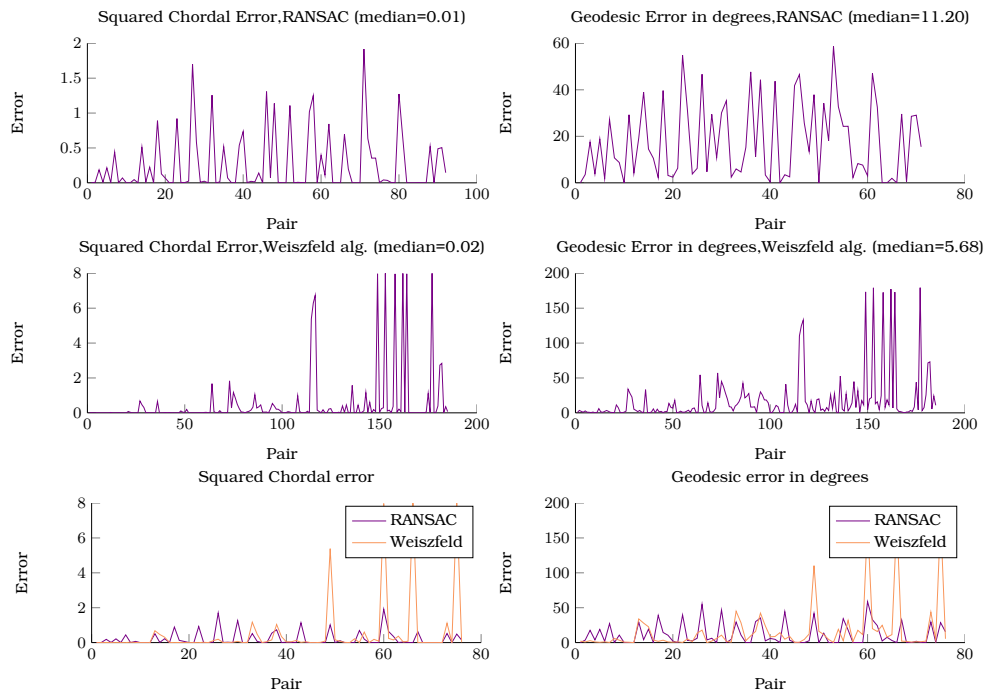 Squared Chordal Error,RANSAC (median=0.01)
2
1.5
1
0.5
0
Error
0 20 40 60 80 100
Pair
Geodesic Error in degrees,RANSAC (median=11.20)
60
40
20
0
Error
0 20 40 60 80
Pair
Squared Chordal Error,Weiszfeld alg. (median=0.02)
8
6
4
2
0
Error
0 50 100 150 200
Pair
Geodesic Error in degrees,Weiszfeld alg. (median=5.68)
200
150
100
50
0
Error
0 50 100 150 200
Pair
Squared Chordal error
8
6
4
2
0
Error
RANSAC
Weiszfeld
0 20 40 60 80
Pair
Geodesic error in degrees
200
150
100
50
0
Error
RANSAC
Weiszfeld
0 20 40 60 80
Pair